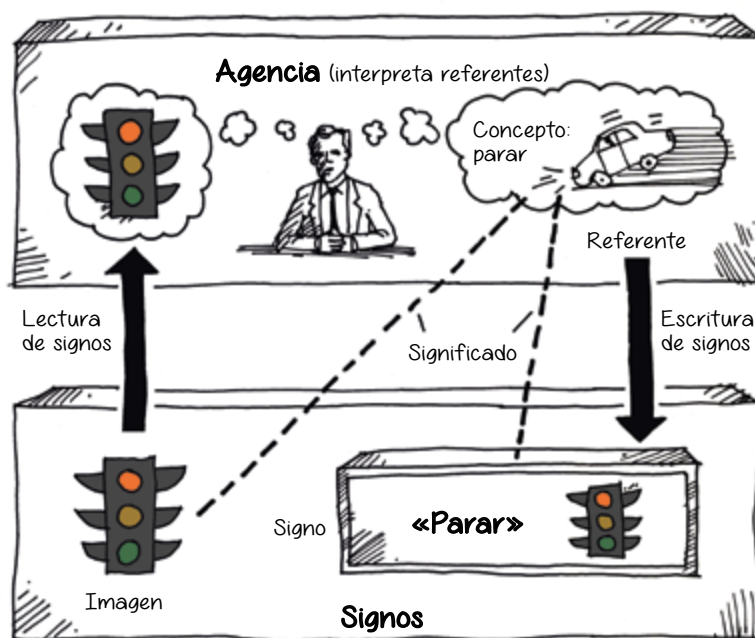 Agencia (interpreta referentes)
Concepto:
parar
Referente
Lectura
de signos
Significado
Escritura
de signos
Signo
«Parar»
Imagen
Signos